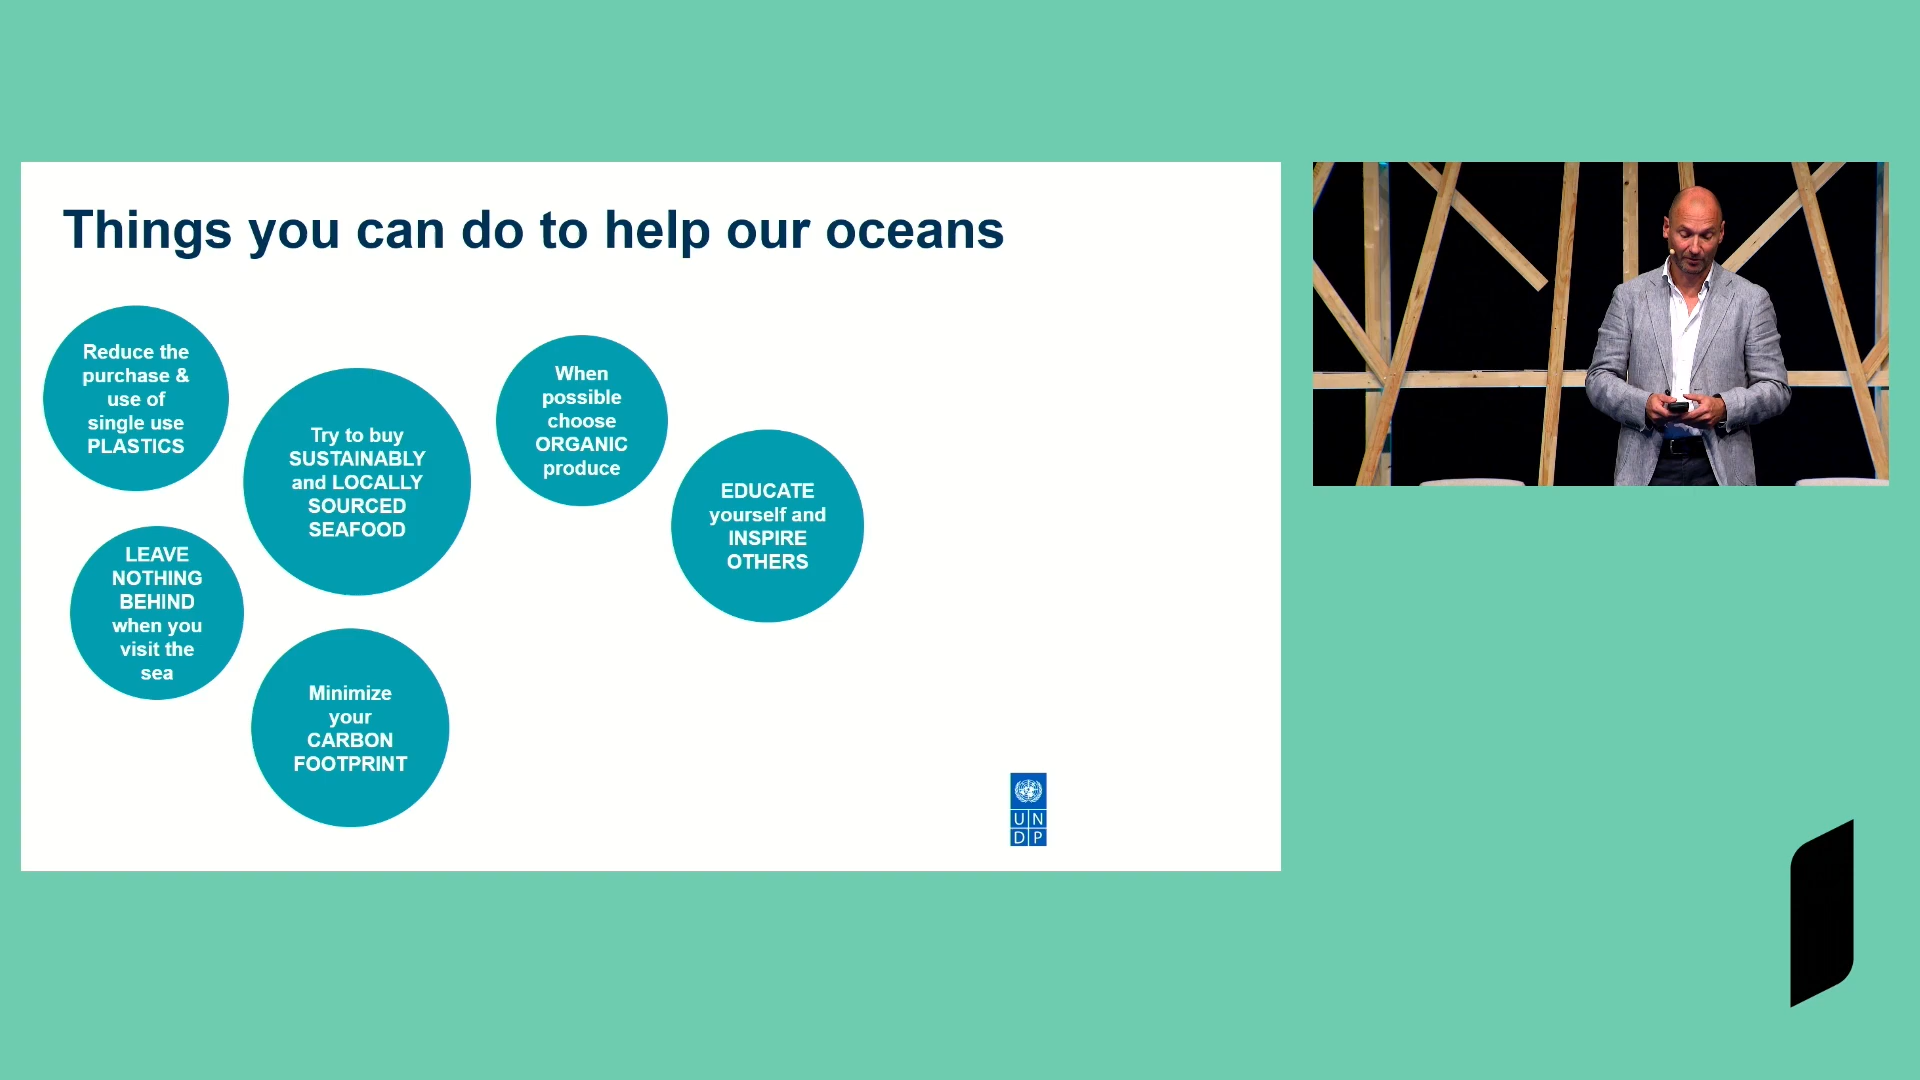 Things you can do to help our oceans
Reduce the
purchase &
use of
single use
PLASTICS
Try to buy
SUSTAINABLY
and LOCALLY
SOURCED
SEAFOOD
When
possible
choose
ORGANIC
produce
EDUCATE
yourself and
INSPIRE
OTHERS
LEAVE
NOTHING
BEHIND
when you
visit the
sea
Minimize
your
CARBON
FOOTPRINT
U N
D P